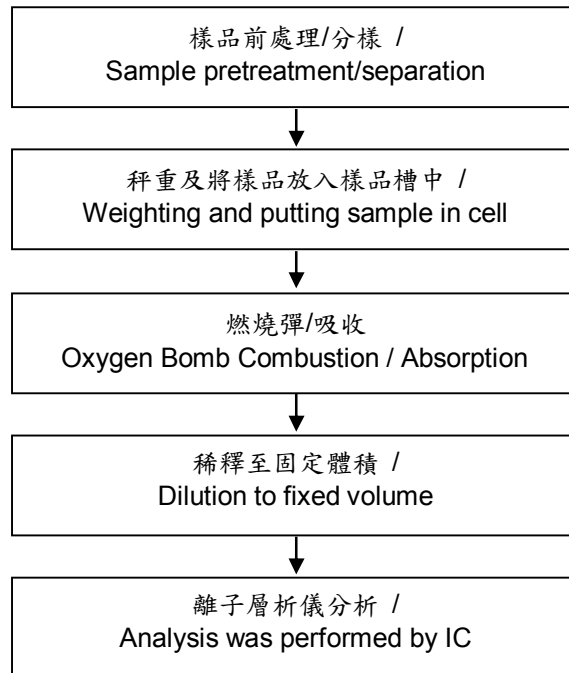 樣品前處理/分樣 /
Sample pretreatment/separation
秤重及將樣品放入樣品槽中 /
Weighting and putting sample in cell
燃燒彈/吸收
Oxygen Bomb Combustion / Absorption
稀釋至固定體積 /
Dilution to fixed volume
離子層析儀分析 /
Analysis was performed by IC